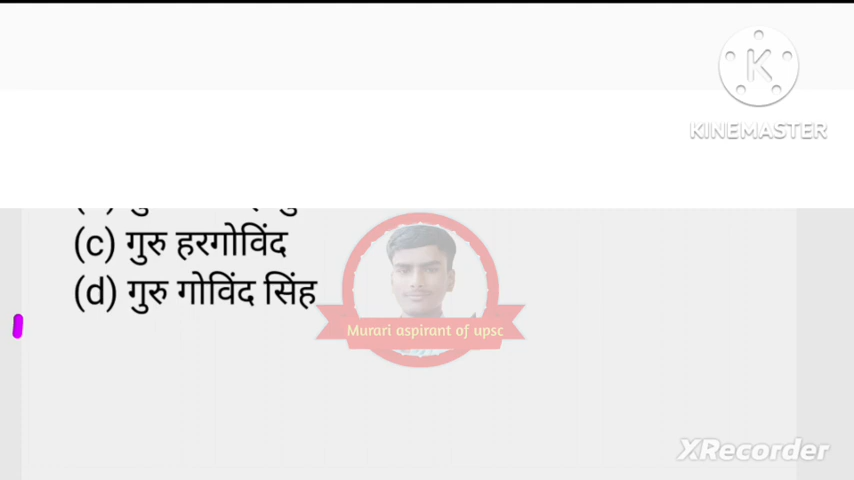 KINEMASTER
(c) गुरु हरगोविंद
(d) गुरु गोविंद सिंह
Murari aspirant of upsc
XRecorder